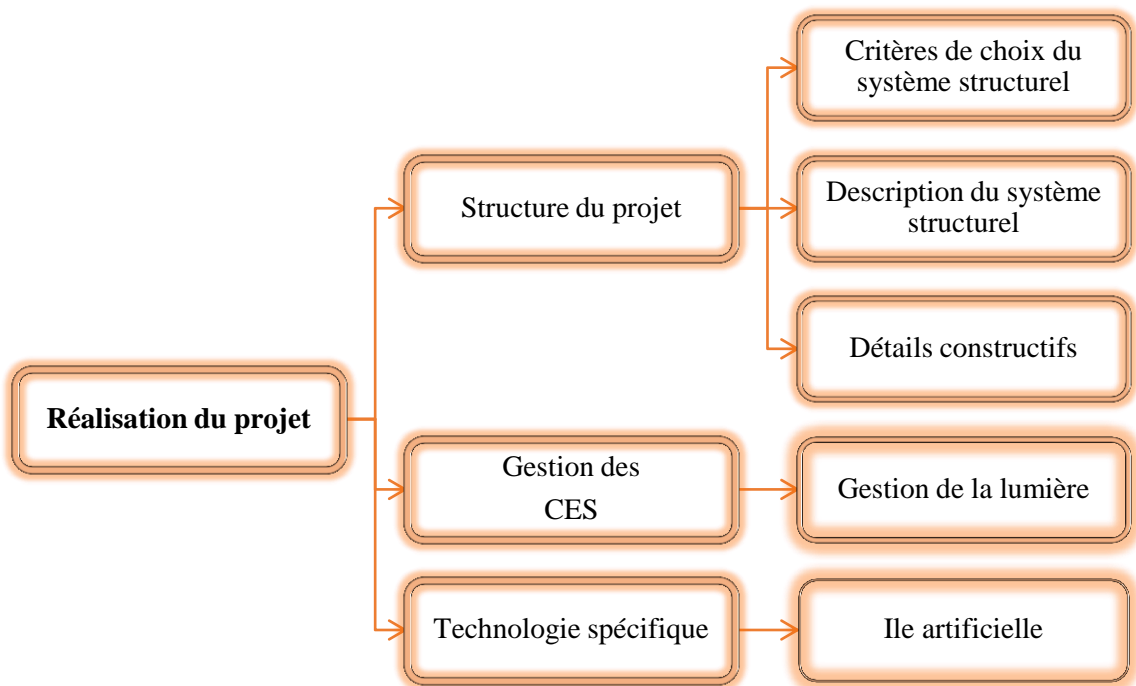 Critères de choix du
système structurel
Structure du projet
Description du système
structurel
Détails constructifs
Réalisation du projet
Gestion des
CES
Gestion de la lumière
Technologie spécifique
Ile artificielle